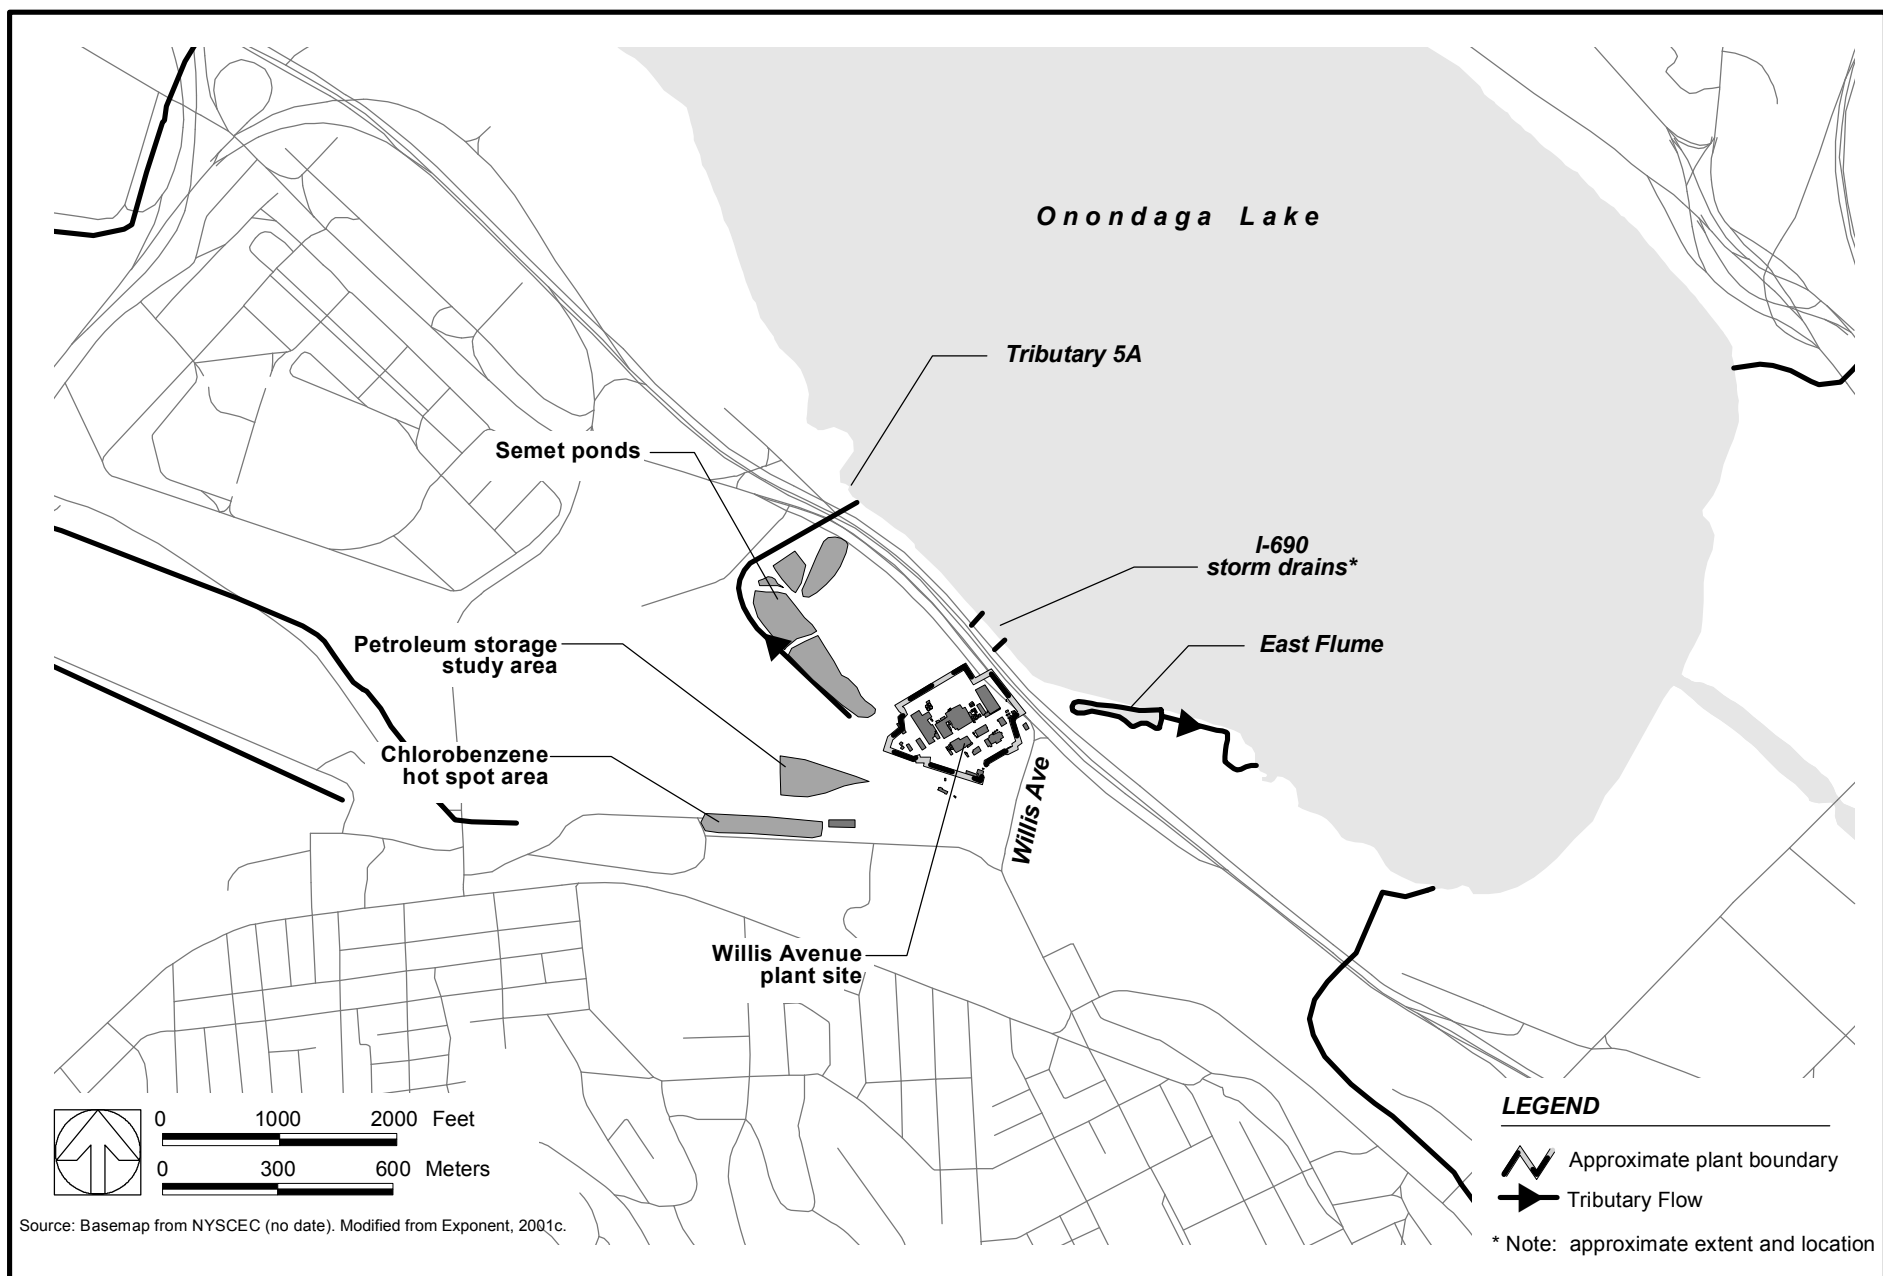 Onondaga Lake
Tributary 5A
Semet ponds
I-690
storm drains*
East Flume
Petroleum storage
study area
Chlorobenzene
hot spot area
Willis Ave
Willis Avenue
plant site
0 1000 2000 Feet
0 300 600 Meters
Source: Basemap from NYSCEC (no date). Modified from Exponent, 2001c.
LEGEND
Approximate plant boundary
Tributary Flow
* Note: approximate extent and location